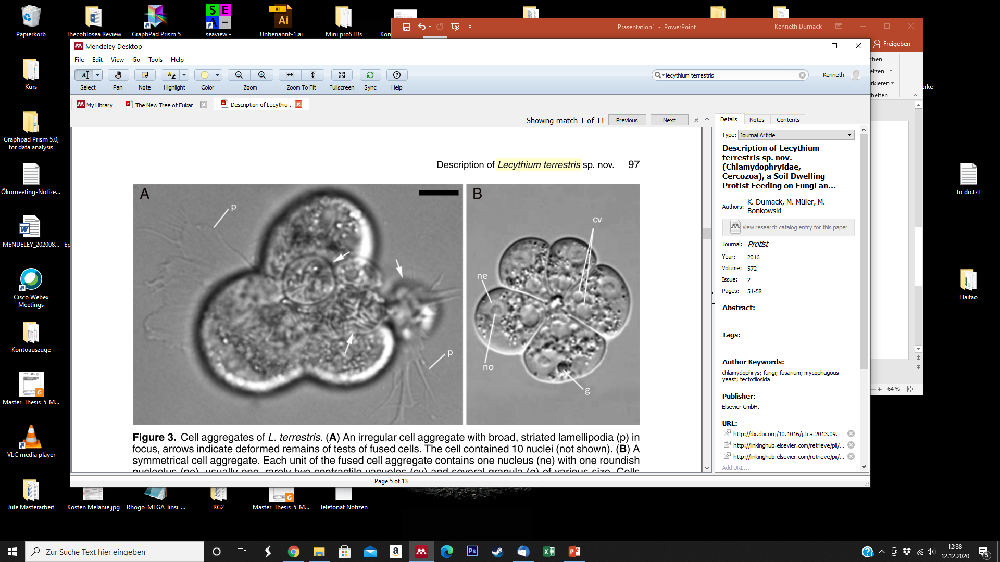 Papierkorb
Thecofilosea Review
GraphPad Prism 5
S E
A
seaview -
Ai
Ai
Unbenannt-1.ai
Mini proSTDs
Kon
Präsentation1 - PowerPoint
Kenneth Dumack
Freigeben
chen
etzen
rkieren
beiten
erke
Mendeley Desktop
File Edit View Go Tools Help
Select Pan Note Highlight Color Zoom Zoom To Fit Fullscreen Sync Help
lecythium terrestris
Kenneth
My Library
The New Tree of Eukar...
Description of Lecythiu...
Showing match 1 of 11 Previous Next
Description of Lecythium terrestris sp. nov. 97
A
p
p
B
cv
ne
no
g
Figure 3. Cell aggregates of L. terrestris. (A) An irregular cell aggregate with broad, striated lamellipodia (p) in
focus, arrows indicate deformed remains of tests of fused cells. The cell contained 10 nuclei (not shown). (B) A
symmetrical cell aggregate. Each unit of the fused cell aggregate contains one nucleus (ne) with one roundish
nucleolus (no), usually one, rarely two contractile vacuoles (cv) and several granula (g) of various size. Cells
Page 5 of 13
Details Notes Contents
Type: Journal Article
Description of Lecythium
terrestris sp. nov.
(Chlamydophryidae,
Cercozoa), a Soil Dwelling
Protist Feeding on Fungi an...
Authors: K. Dumack, M. Müller, M.
Bonkowski
View research catalog entry for this paper
Journal: Protist
Year: 2016
Volume: 572
Issue: 2
Pages: 51-58
Abstract:
Tags:
Author Keywords:
chlamydophrys; fungi; fusarium; mycophagous
yeast; tectofilosida
Publisher:
Elsevier GmbH.
URL:
http://dx.doi.org/10.1016/j.tca.2013.09....
http://linkinghub.elsevier.com/retrieve/pii/...
http://linkinghub.elsevier.com/retrieve/pii/...
Add URL...
64 %
Kurs
Graphpad Prism 5.0,
for data analysis
Ökomeeting-Notize...
MENDELEY_202008...
Ep
Cisco Webex
Meetings
Kontoauszüge
Master_Thesis_5_M...
VLC media player
Jule Masterarbeit
Kosten Melanie.jpg
Rhogo_MEGA_linsi_...
RG2
Master_Thesis_5_M...
Telefonat Notizen
to do.txt
Haitao
Zur Suche Text hier eingeben
Ps
12:38
12.12.2020
5